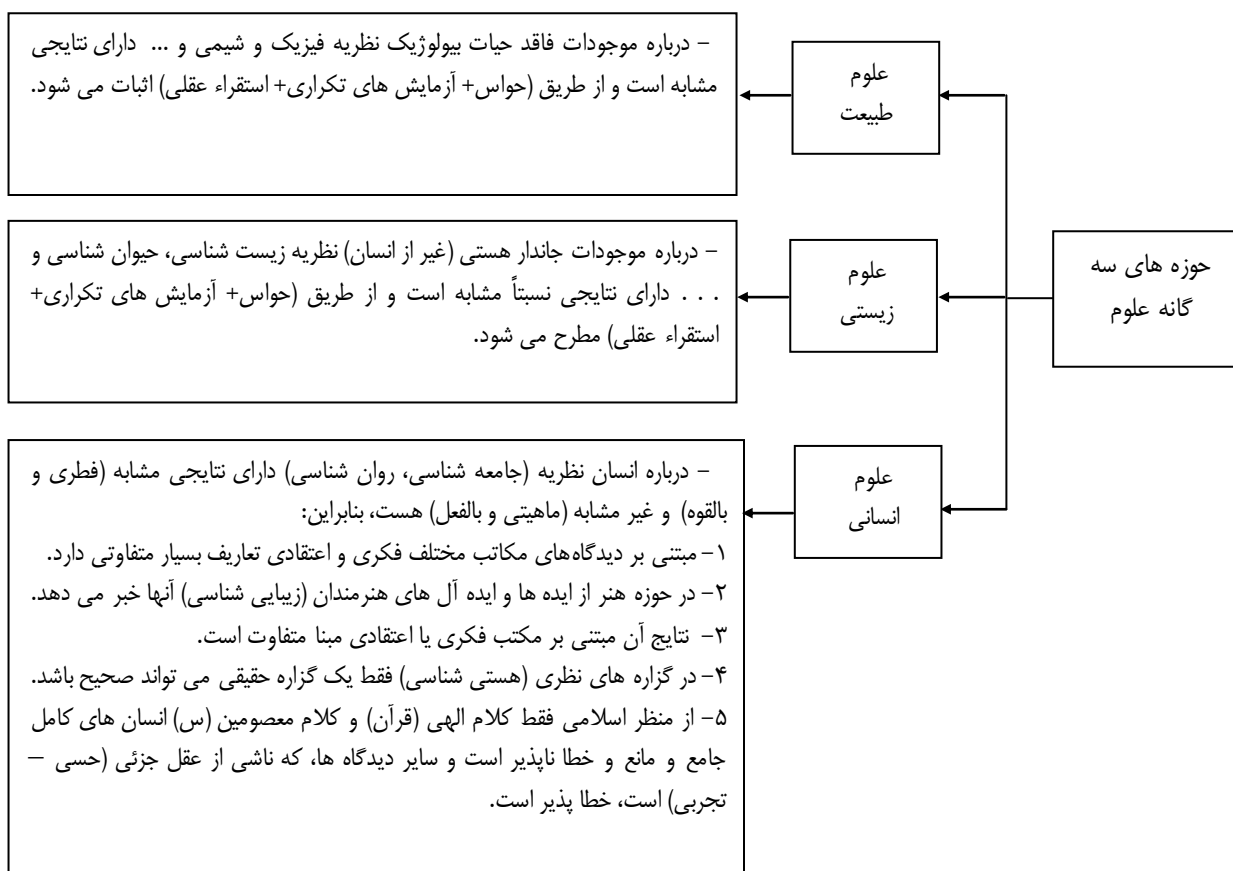 حوزه های سه
گانه علوم
علوم
طبیعت
- درباره موجودات فاقد حیات بیولوژیک نظریه فیزیک و شیمی و ... دارای نتایجی
مشابه است و از طریق (حواس+ آزمایش های تکراری+ استقراء عقلی) اثبات می شود.
علوم
زیستی
- درباره موجودات جاندار هستی (غیر از انسان) نظریه زیست شناسی، حیوان شناسی و
. . . دارای نتایجی نسبتاً مشابه است و از طریق (حواس+ آزمایش های تکراری+
استقراء عقلی) مطرح می شود.
علوم
انسانی
- درباره انسان نظریه (جامعه شناسی، روان شناسی) دارای نتایجی مشابه (فطری و
بالقوه) و غیر مشابه (ماهیتی و بالفعل) هست، بنابراین:
۱- مبتنی بر دیدگاه‌های مکاتب مختلف فکری و اعتقادی تعاریف بسیار متفاوتی دارد.
۲- در حوزه هنر از ایده ها و ایده آل های هنرمندان (زیبایی شناسی) آنها خبر می دهد.
۳- نتایج آن مبتنی بر مکتب فکری یا اعتقادی مبنا متفاوت است.
۴- در گزاره های نظری (هستی شناسی) فقط یک گزاره حقیقی می تواند صحیح باشد.
۵- از منظر اسلامی فقط کلام الهی (قرآن) و کلام معصومین (س) انسان های کامل
جامع و مانع و خطا ناپذیر است و سایر دیدگاه ها، که ناشی از عقل جزئی (حسی –
تجربی) است، خطا پذیر است.